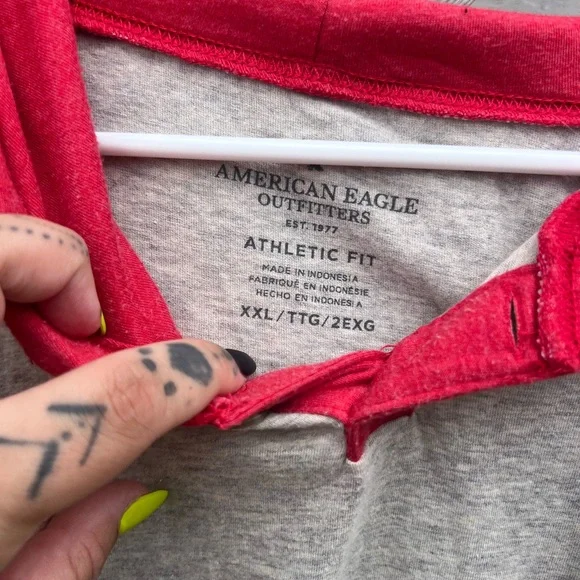 AMERICAN EAGLE
OUTFITTERS
EST. 1977
ATHLETIC FIT
MADE IN INDONESIA
FABRIQUÉ EN INDONÉSIE
HECHO EN INDONESIA
XXL/TTG/2EXG